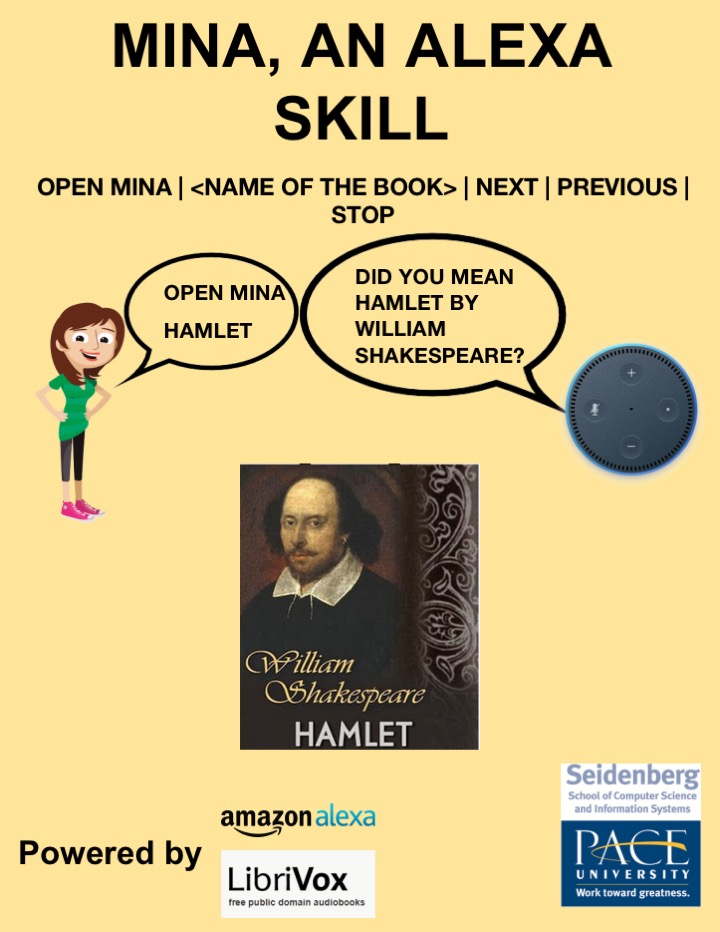 MINA, AN ALEXA
SKILL
OPEN MINA | <NAME OF THE BOOK> | NEXT | PREVIOUS |
STOP
OPEN MINA
HAMLET
DID YOU MEAN
HAMLET BY
WILLIAM
SHAKESPEARE?
William
Shakespeare
HAMLET
Powered by
amazon alexa
LibriVox
free public domain audiobooks
Seidenberg
School of Computer Science
and Information Systems
PACE
UNIVERSITY
Work toward greatness.